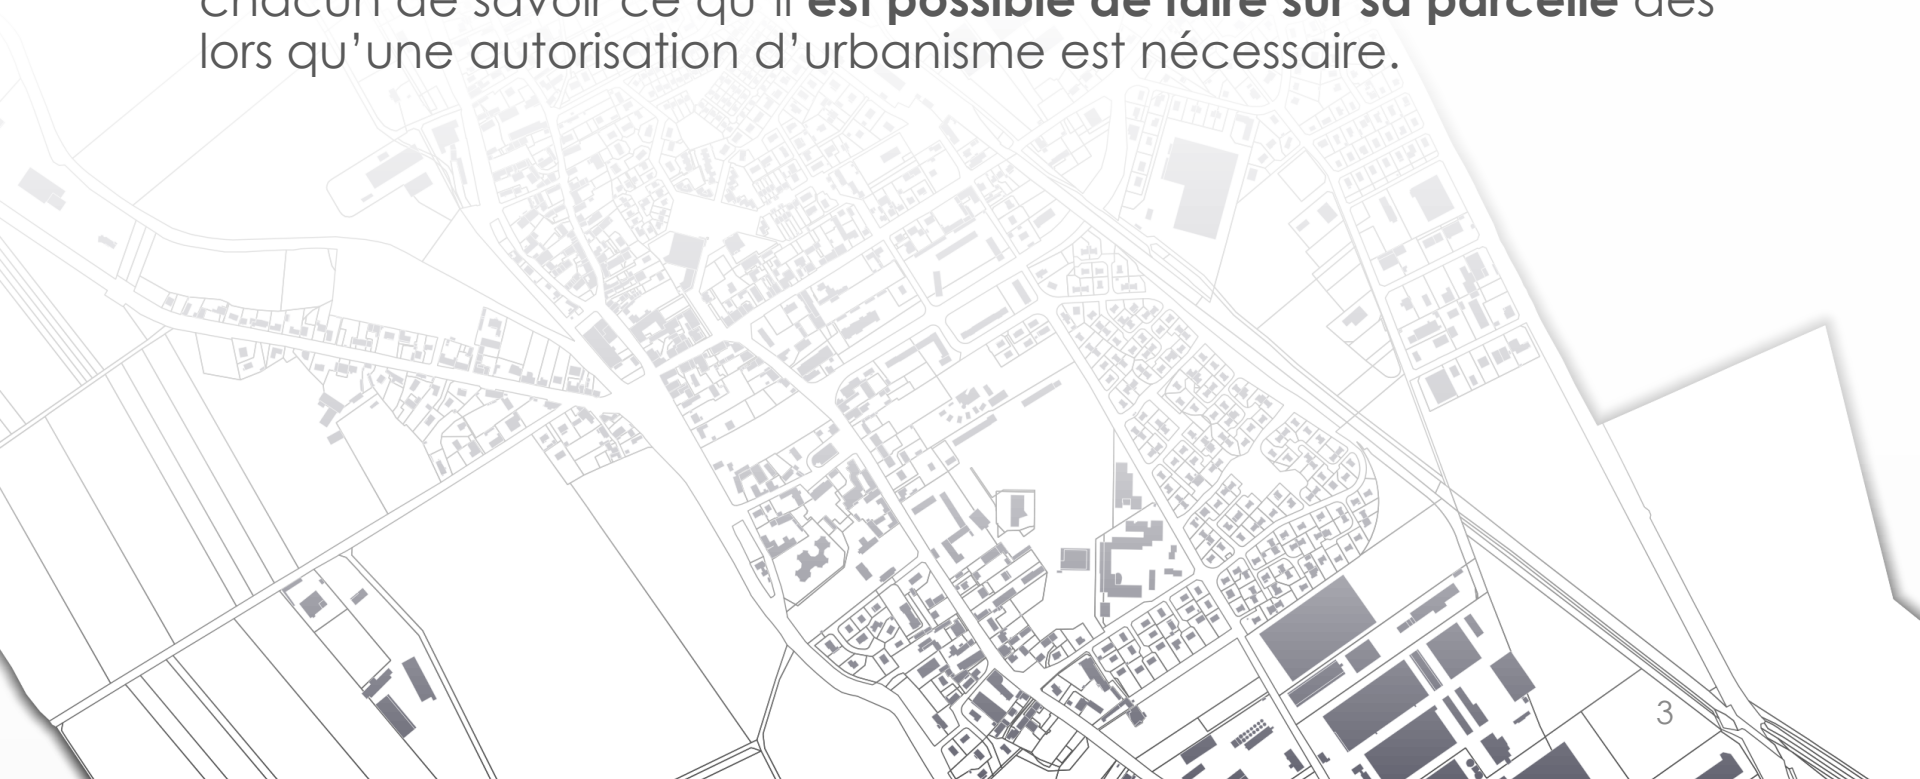 chacun de savoir ce qu'il est possible de faire sur sa parcelle dès
lors qu'une autorisation d'urbanisme est nécessaire.
3